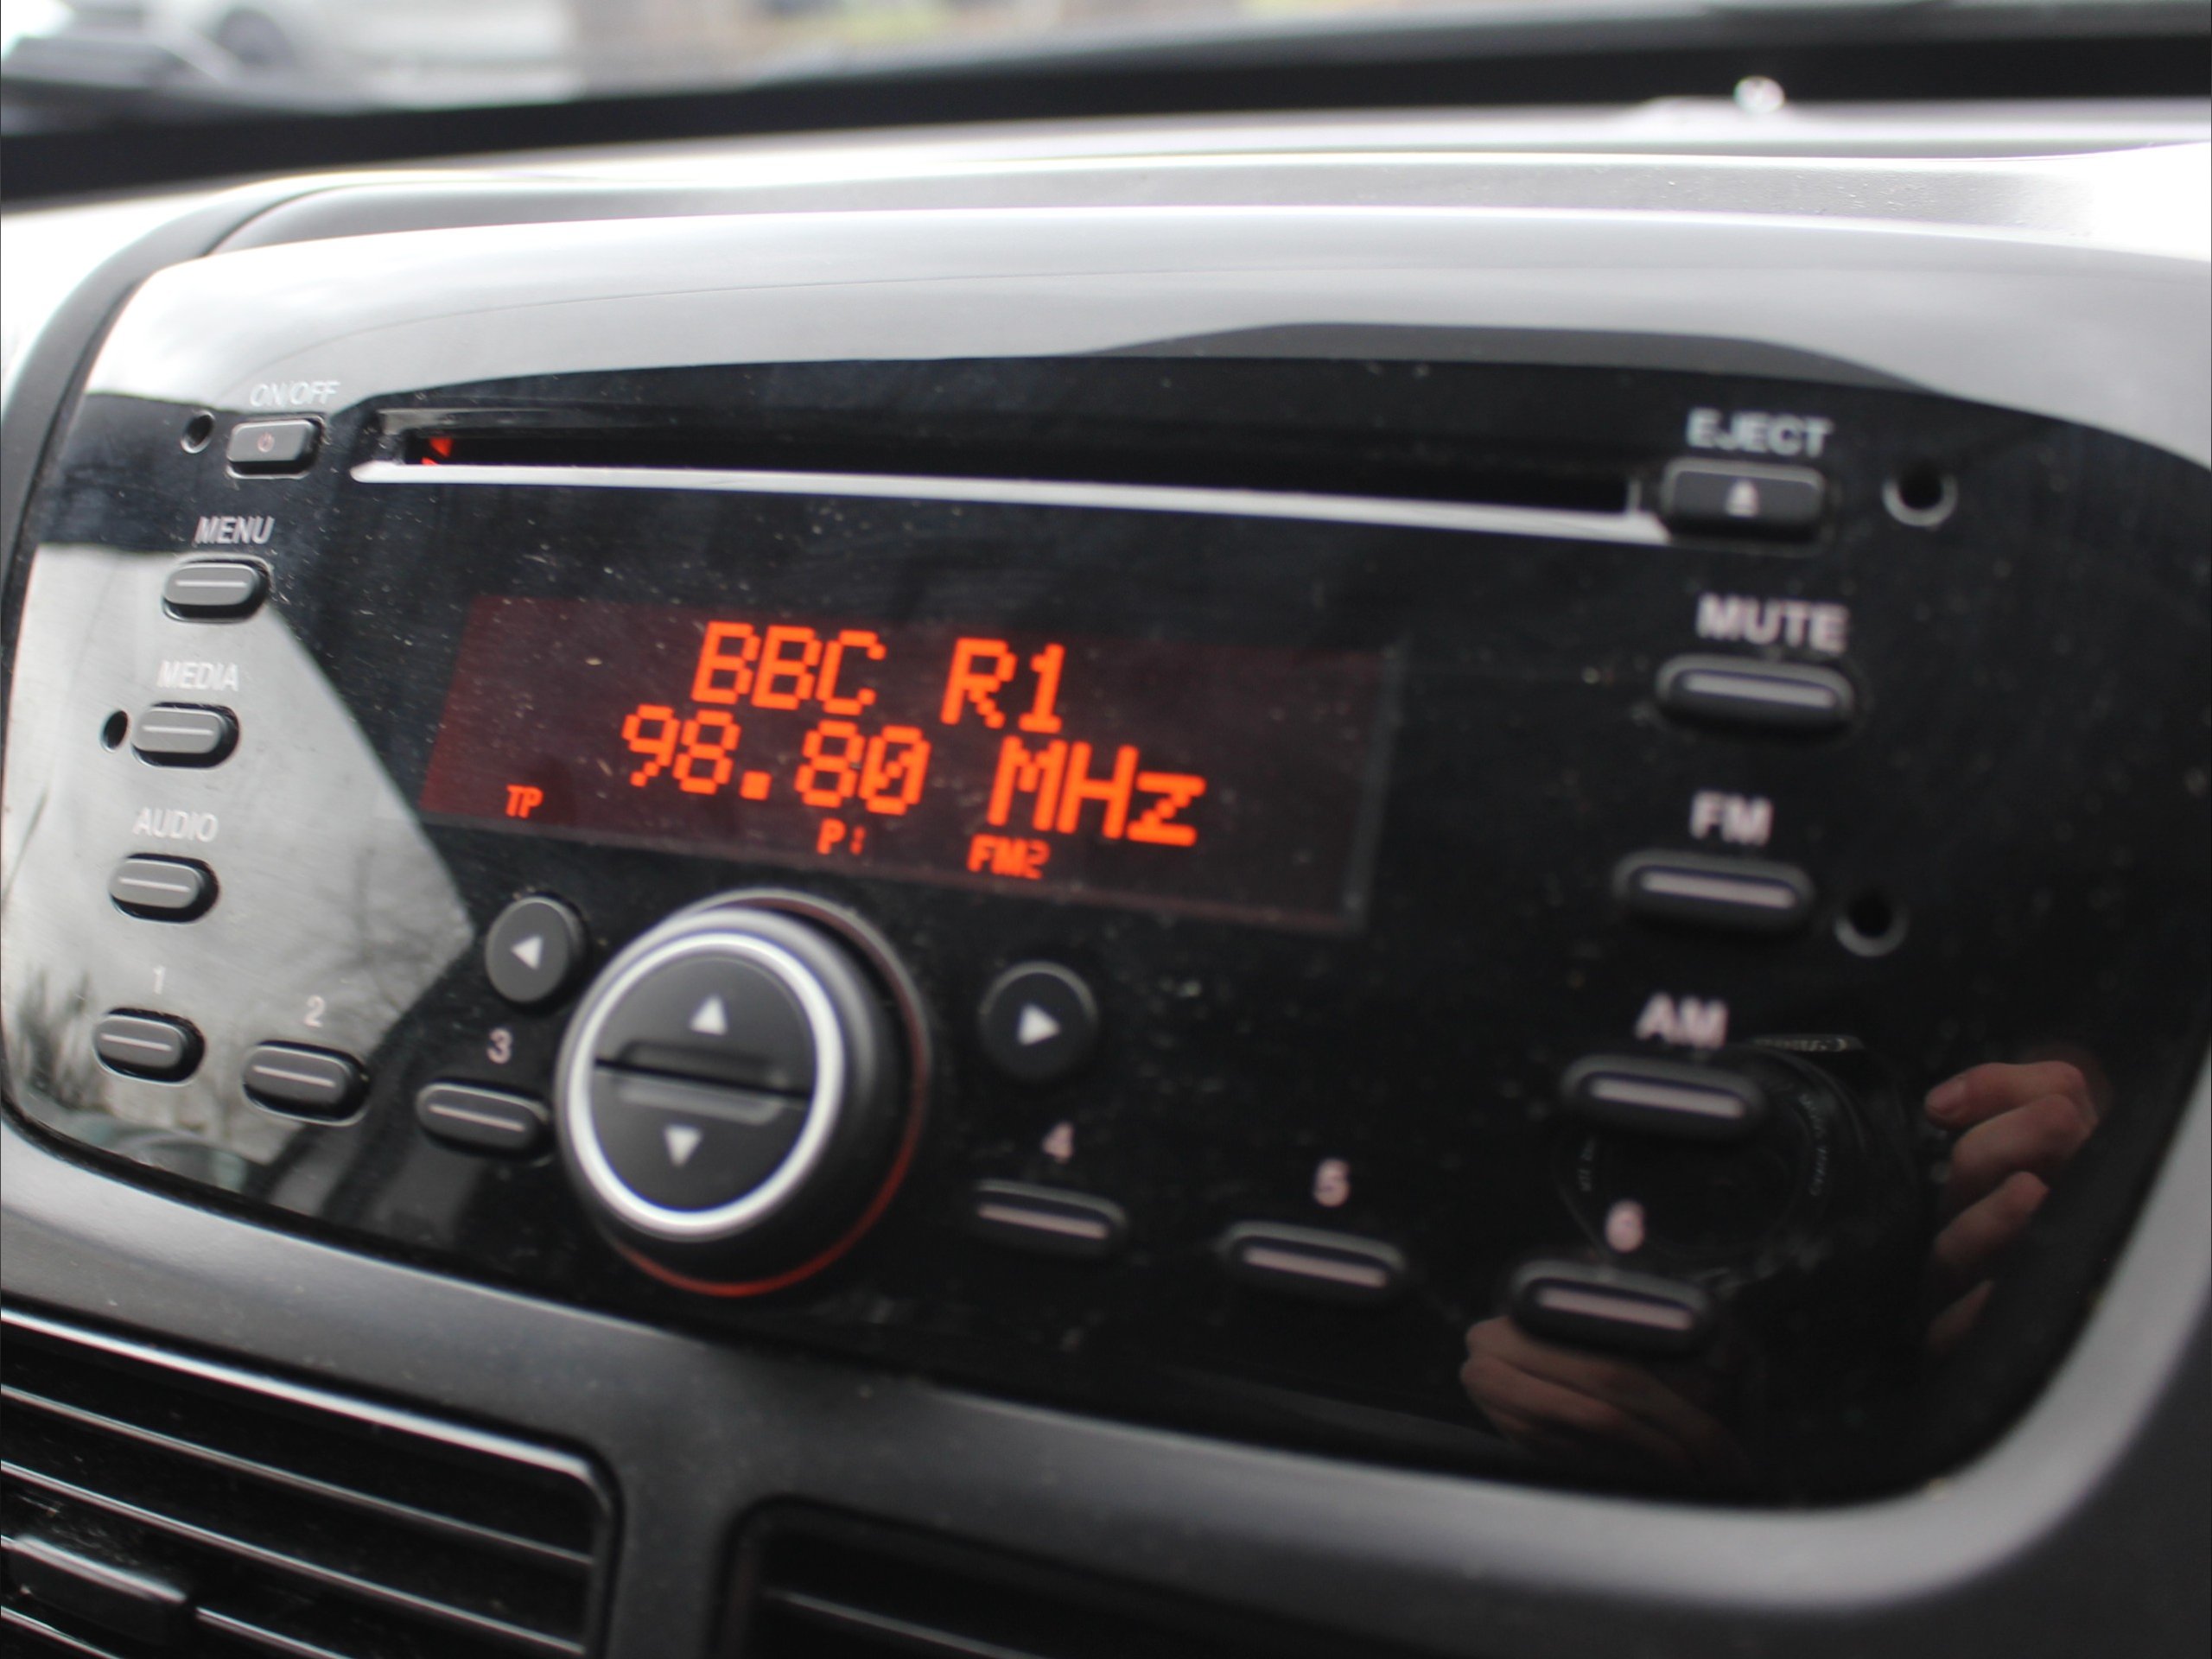 ON/OFF
EJECT
MENU
MUTE
MEDIA
BBC R1
98.80 MHz
TP P1 FM2
AUDIO
FM
AM
1
2
3
4
5
6